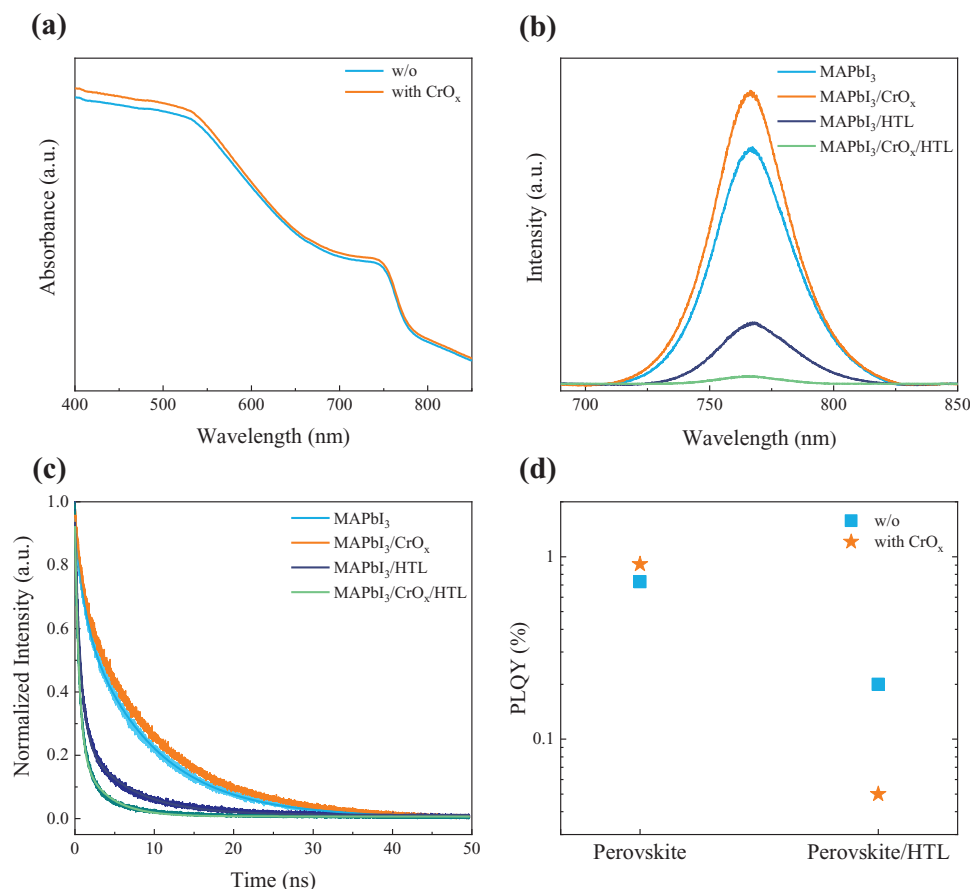 (a)
w/o
with CrOₓ
Absorbance (a.u.)
400 500 600 700 800
Wavelength (nm)
(b)
MAPbI₃
MAPbI₃/CrOₓ
MAPbI₃/HTL
MAPbI₃/CrOₓ/HTL
Intensity (a.u.)
700 750 800 850
Wavelength (nm)
(c)
MAPbI₃
MAPbI₃/CrOₓ
MAPbI₃/HTL
MAPbI₃/CrOₓ/HTL
Normalized Intensity (a.u.)
1.0
0.8
0.6
0.4
0.2
0.0
0 10 20 30 40 50
Time (ns)
(d)
w/o
with CrOₓ
PLQY (%)
1
0.1
Perovskite Perovskite/HTL